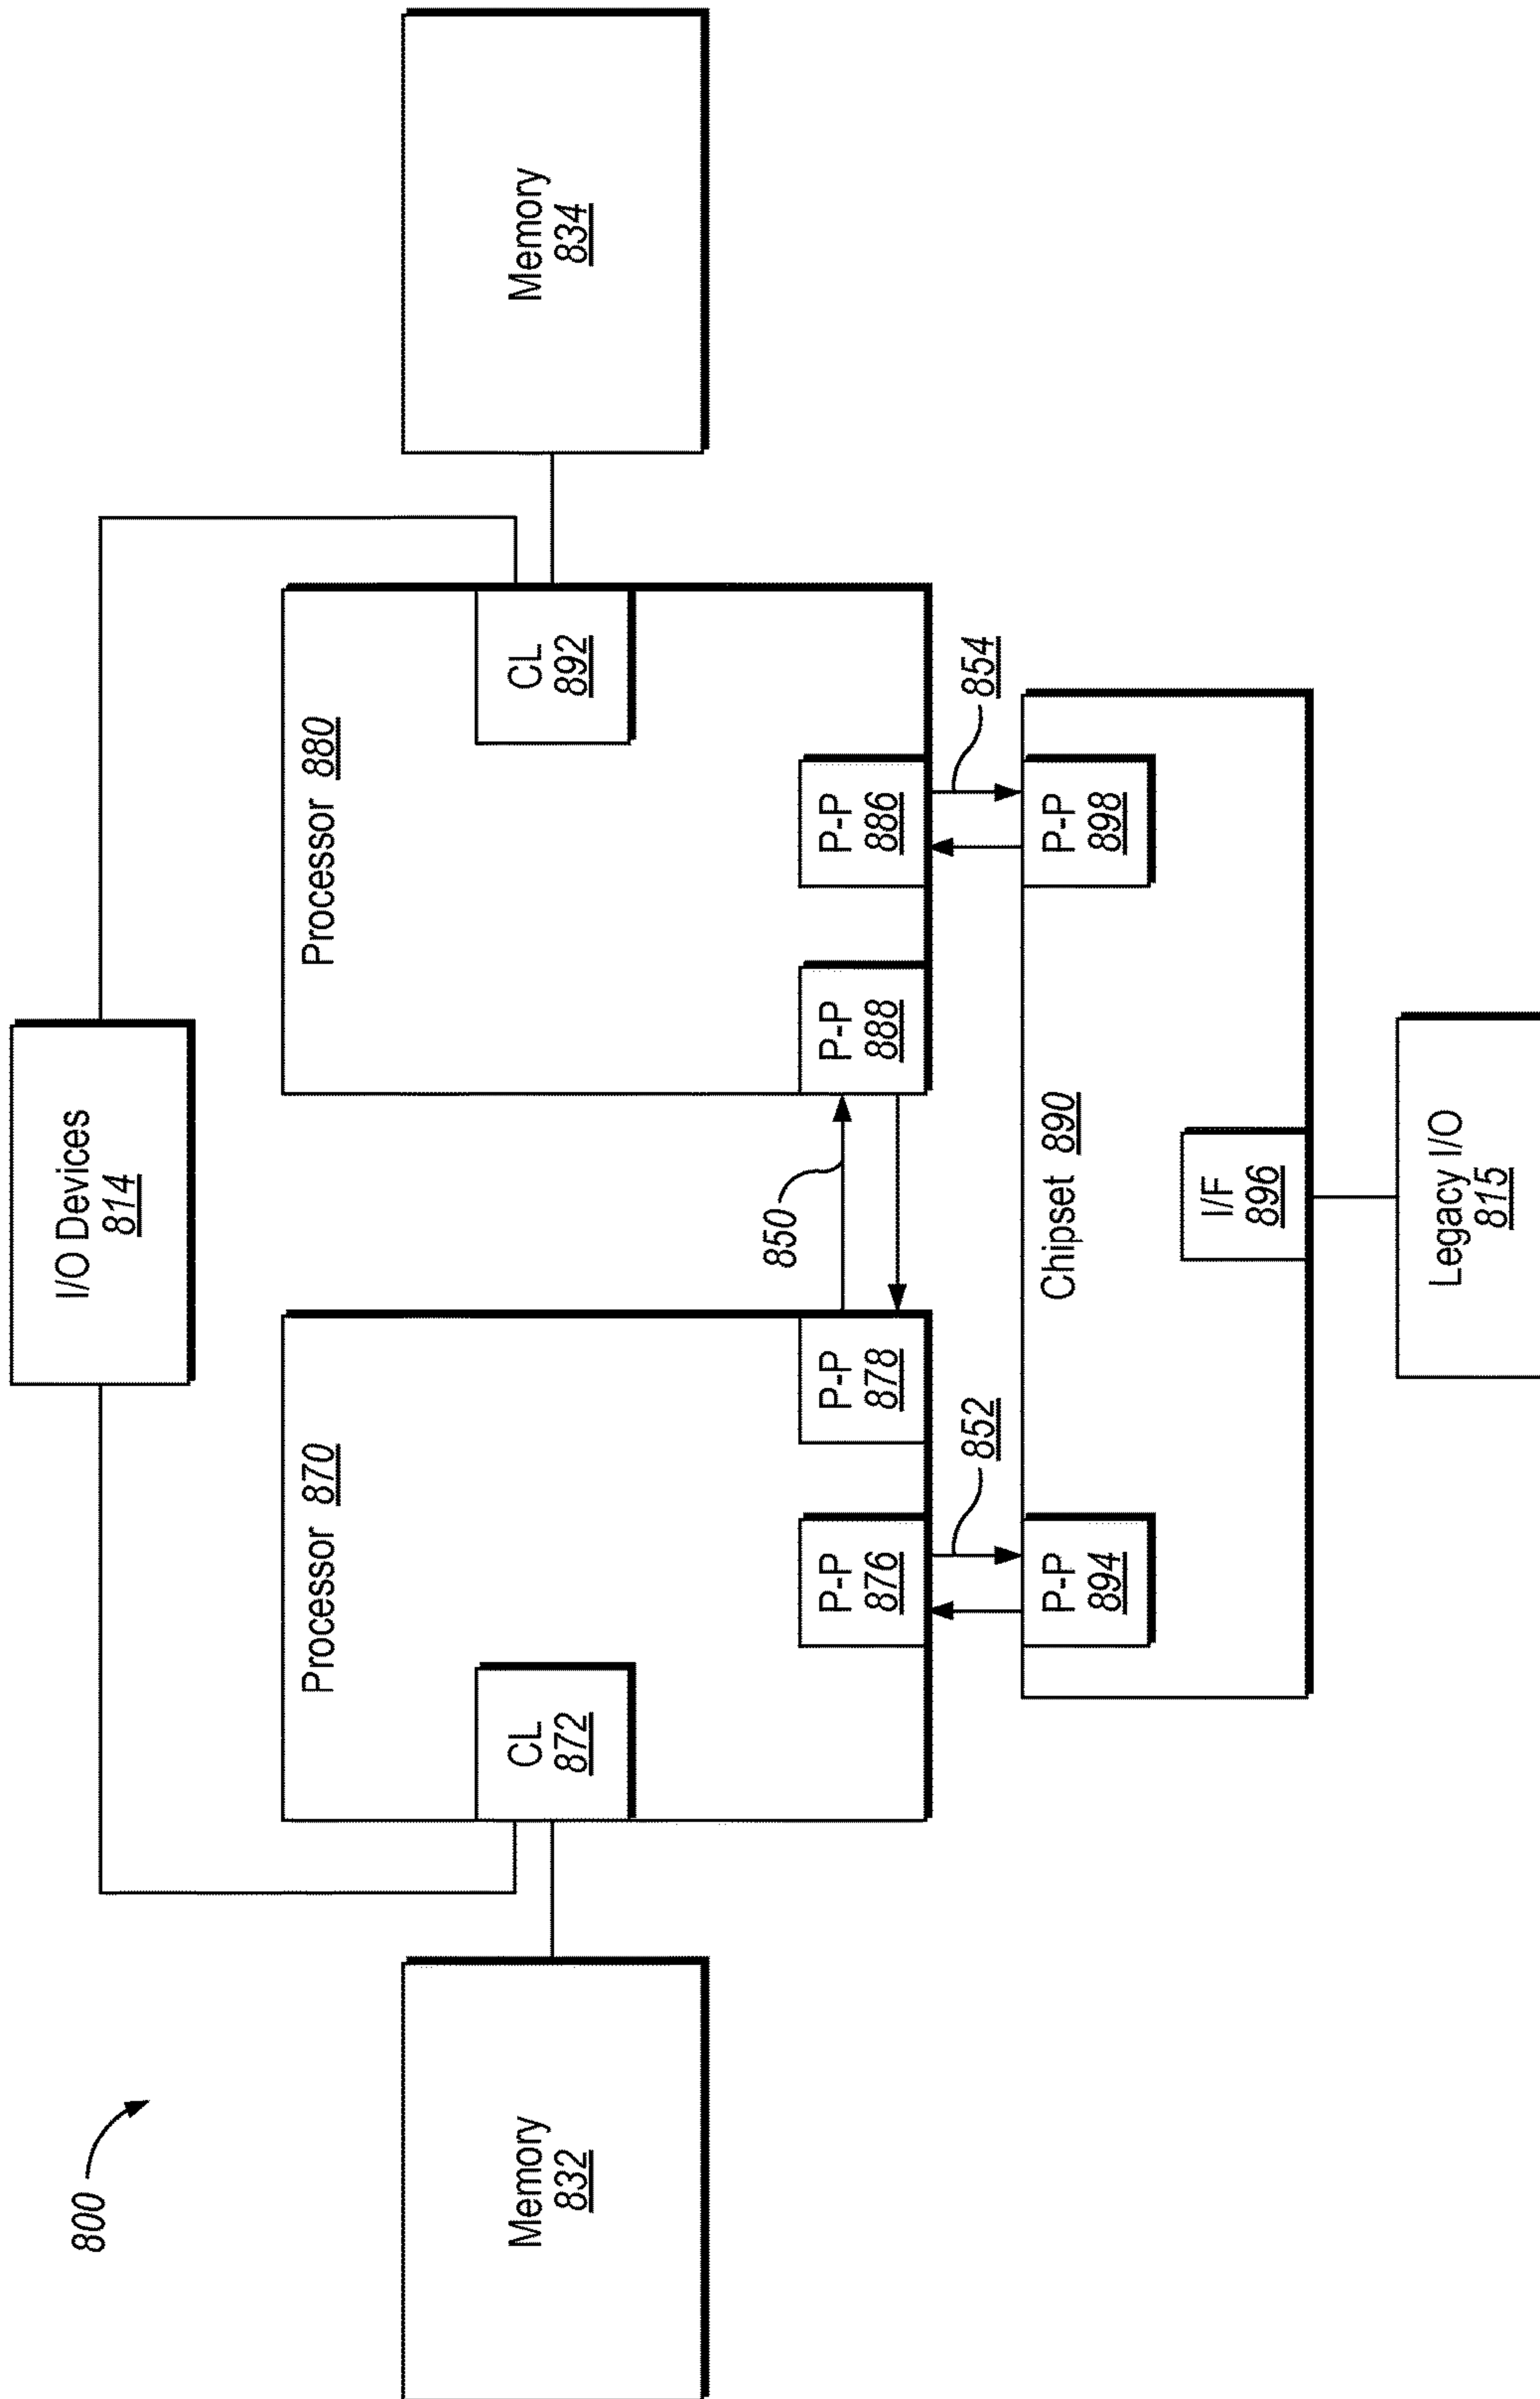 800
I/O Devices
814
Memory
832
CL
872
Processor 870
P-P
876
P-P
878
850
Processor 880
CL
892
P-P
888
P-P
886
Memory
834
852
854
Chipset 890
P-P
894
P-P
898
I/F
896
Legacy I/O
815